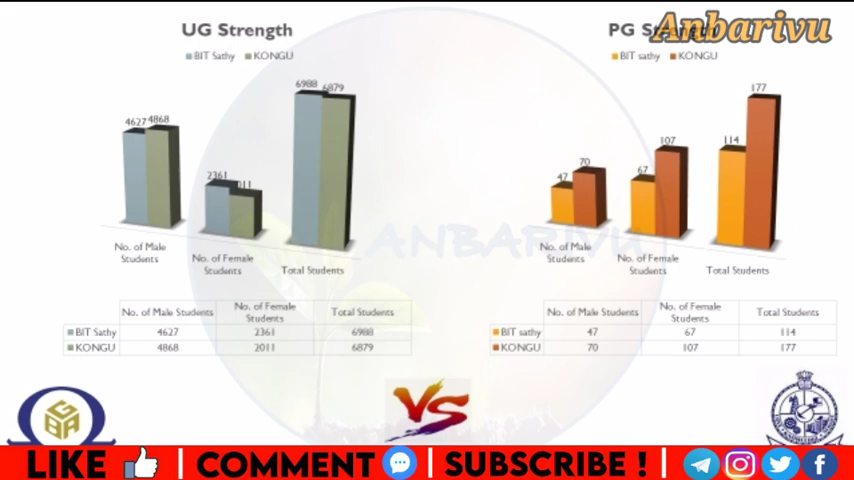 Anbarivu
UG Strength
BIT Sathy KONGU
6988 6879
4627 4868
2361
No. of Male Students
No. of Female Students
Total Students
No. of Male Students No. of Female Students Total Students
BIT Sathy 4627 2361 6988
KONGU 4868 2011 6879
PG Strength
BIT sathy KONGU
177
114
107
67
70
47
No. of Male Students
No. of Female Students
Total Students
No. of Male Students No. of Female Students Total Students
BIT sathy 47 67 114
KONGU 70 107 177
ANBARIVU
VS
LIKE | COMMENT | SUBSCRIBE ! |